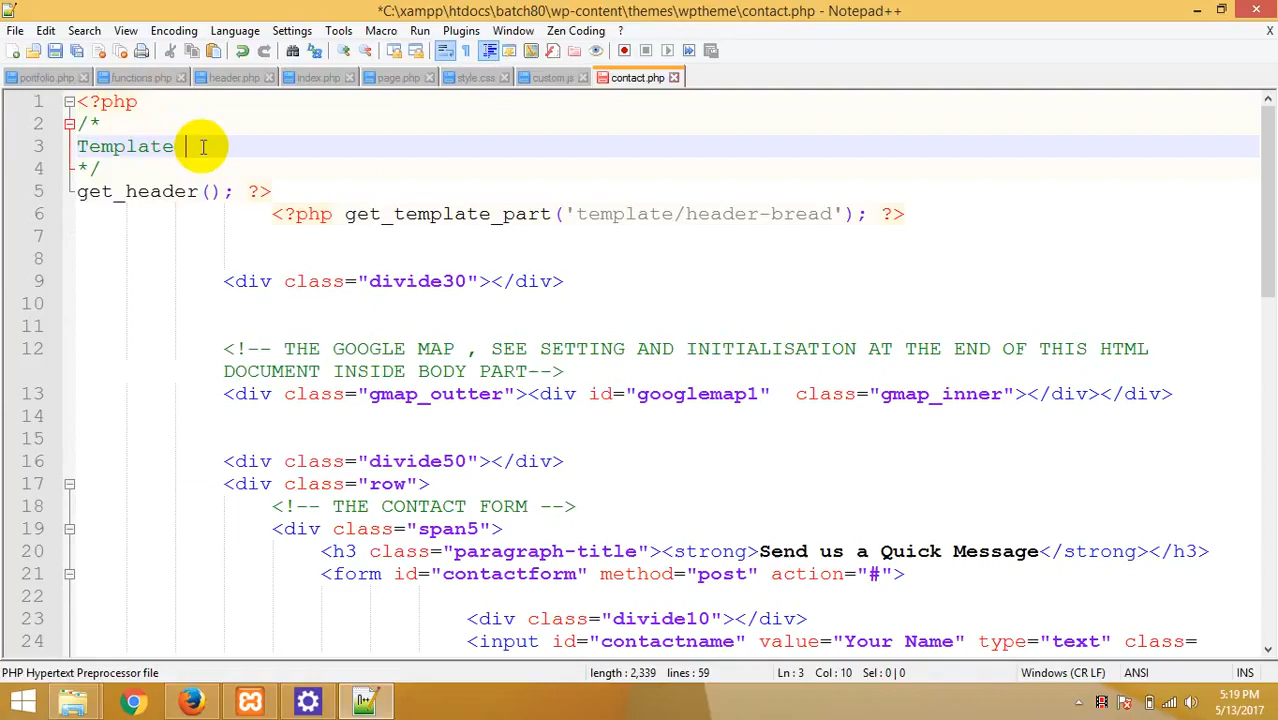 *C:\xampp\htdocs\batch80\wp-content\themes\wptheme\contact.php - Notepad++
File Edit Search View Encoding Language Settings Tools Macro Run Plugins Window Zen Coding ? X
portfolio.php functions.php header.php index.php page.php style.css custom.js contact.php
1 <?php
2 /*
3 Template
4 */
5 get_header(); ?>
6 <?php get_template_part('template/header-bread'); ?>
7
8
9 <div class="divide30"></div>
10
11
12 <!-- THE GOOGLE MAP , SEE SETTING AND INITIALISATION AT THE END OF THIS HTML
DOCUMENT INSIDE BODY PART-->
13 <div class="gmap_outter"><div id="googlemap1"  class="gmap_inner"></div></div>
14
15
16 <div class="divide50"></div>
17 <div class="row">
18 <!-- THE CONTACT FORM -->
19 <div class="span5">
20 <h3 class="paragraph-title"><strong>Send us a Quick Message</strong></h3>
21 <form id="contactform" method="post" action="#">
22
23 <div class="divide10"></div>
24 <input id="contactname" value="Your Name" type="text" class=
PHP Hypertext Preprocessor file length : 2,339 lines : 59 Ln : 3 Col : 10 Sel : 0 | 0 Windows (CR LF) ANSI INS
5:19 PM
5/13/2017